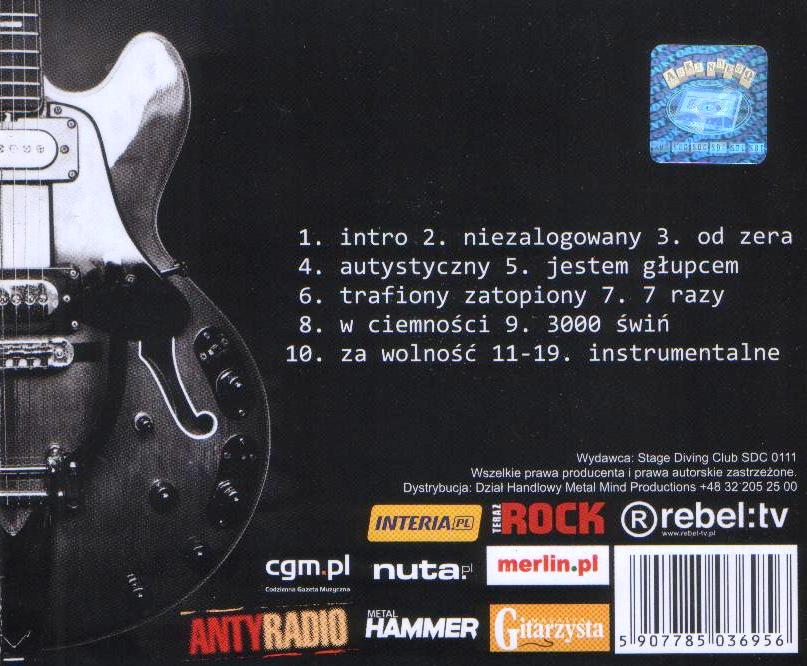 1. intro 2. niezalogowany 3. od zera
4. autystyczny 5. jestem głupcem
6. trafiony zatopiony 7. 7 razy
8. w ciemności 9. 3000 świń
10. za wolność 11-19. instrumentalne
Wydawca: Stage Diving Club SDC 0111
Wszelkie prawa producenta i prawa autorskie zastrzeżone.
Dystrybucja: Dział Handlowy Metal Mind Productions +48 32 205 25 00
INTERIA.PL
TERAZ ROCK
® rebel:tv
www.rebel-tv.pl
cgm.pl
Codzienna Gazeta Muzyczna
nuta.pl
merlin.pl
ANTYRADIO
METAL HAMMER
Gitarzysta
5 907785 036956